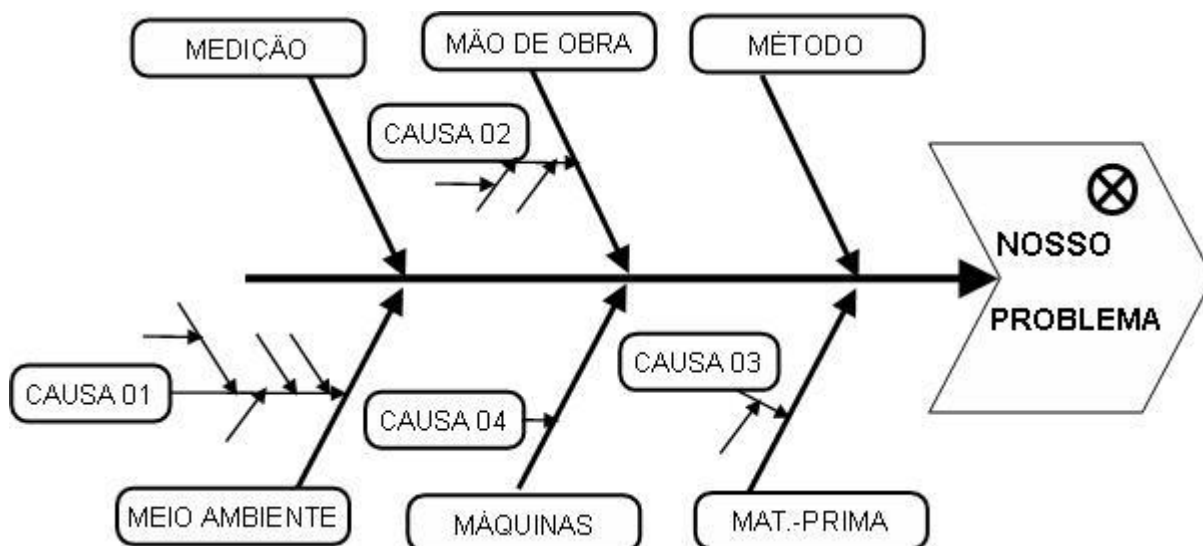 MEDIÇÃO
MÃO DE OBRA
MÉTODO
CAUSA 02
NOSSO
PROBLEMA
CAUSA 01
CAUSA 04
CAUSA 03
MEIO AMBIENTE
MÁQUINAS
MAT.-PRIMA